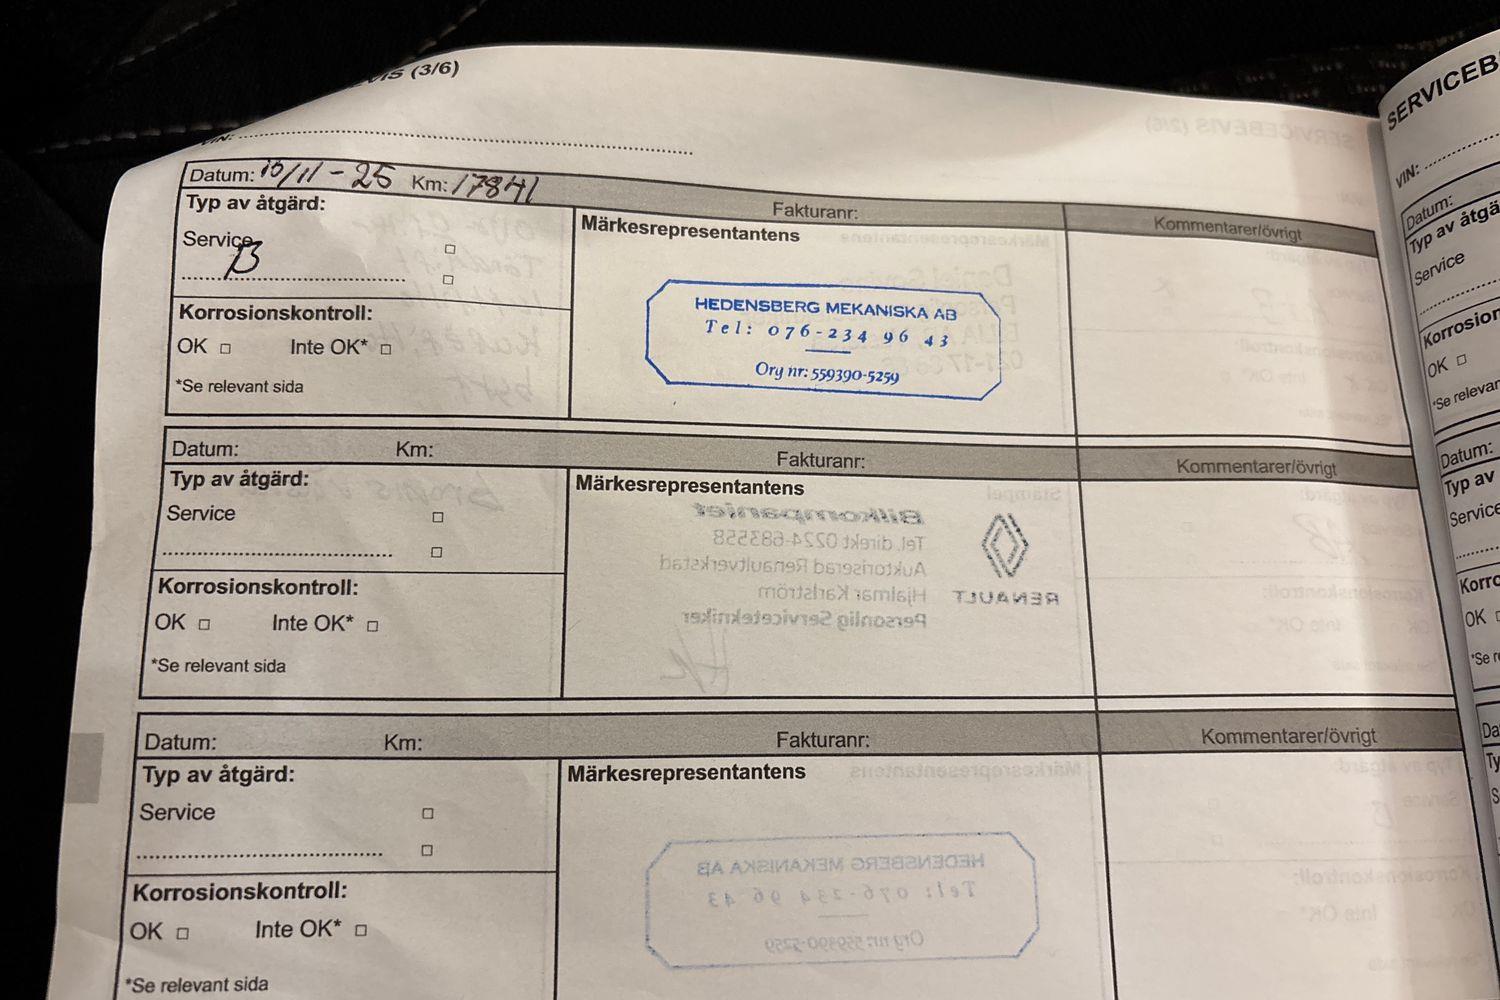 VIS (3/6)
VIN:
Datum: 13/11 - 25 Km: 17841
Fakturanr:
Kommentarer/övrigt
Typ av åtgärd:
Märkesrepresentantens
Service
B
HEDENSBERG MEKANISKA AB
Tel: 076-234 96 43
Org nr: 559390-5259
Korrosionskontroll:
OK Inte OK*
*Se relevant sida
Datum: Km:
Fakturanr:
Kommentarer/övrigt
Typ av åtgärd:
Märkesrepresentantens
Service
Korrosionskontroll:
OK Inte OK*
*Se relevant sida
Datum: Km:
Fakturanr:
Kommentarer/övrigt
Typ av åtgärd:
Märkesrepresentantens
Service
Korrosionskontroll:
OK Inte OK*
*Se relevant sida
SERVICEB
VIN:
Datum:
Typ av åtgä
Service
Korrosion
OK
*Se relevan
Datum:
Typ av
Service
Korro
OK
*Se re
Da
Ty
S